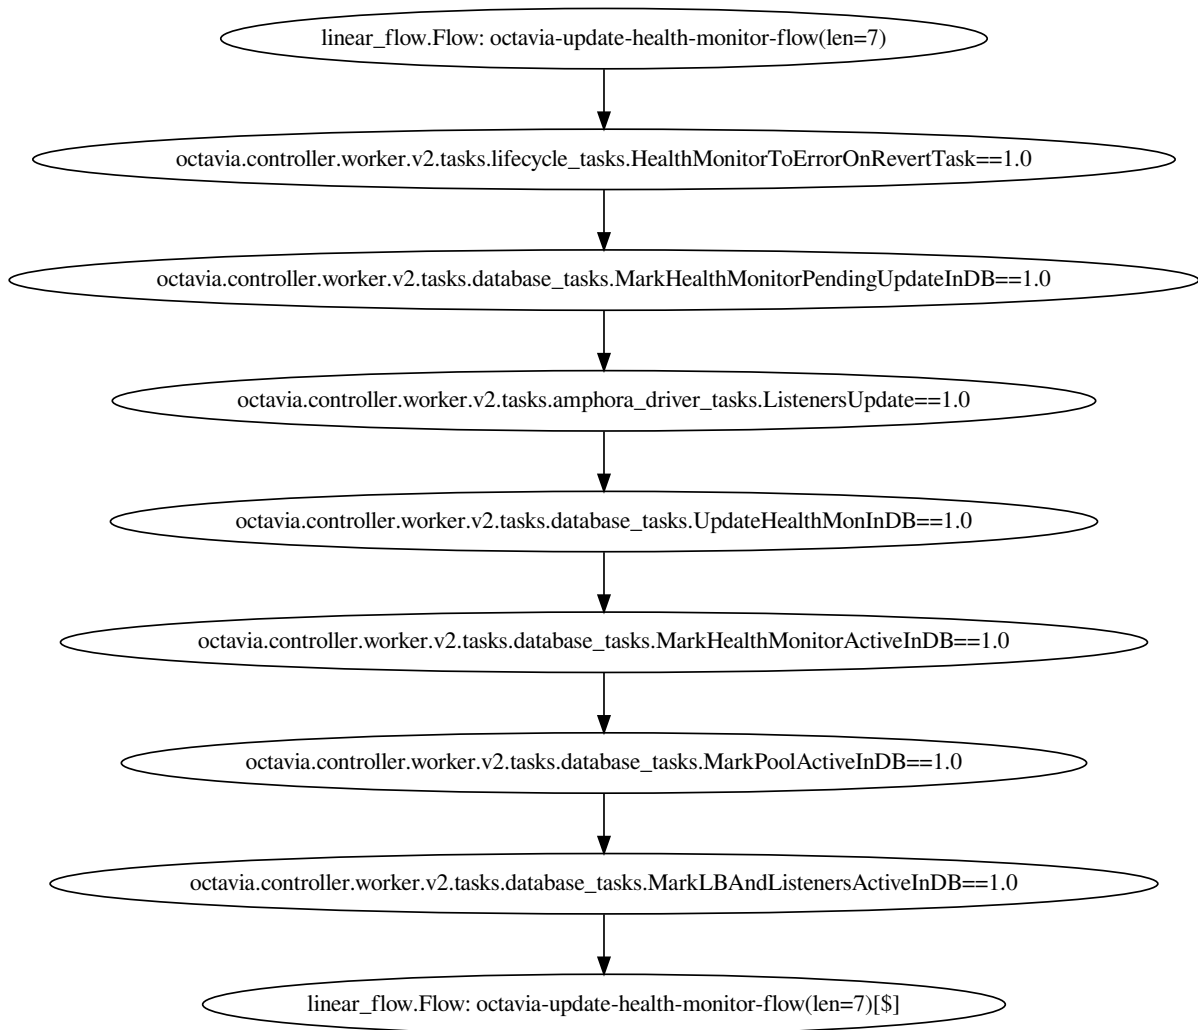 linear_flow.Flow: octavia-update-health-monitor-flow(len=7)
octavia.controller.worker.v2.tasks.lifecycle_tasks.HealthMonitorToErrorOnRevertTask==1.0
octavia.controller.worker.v2.tasks.database_tasks.MarkHealthMonitorPendingUpdateInDB==1.0
octavia.controller.worker.v2.tasks.amphora_driver_tasks.ListenersUpdate==1.0
octavia.controller.worker.v2.tasks.database_tasks.UpdateHealthMonInDB==1.0
octavia.controller.worker.v2.tasks.database_tasks.MarkHealthMonitorActiveInDB==1.0
octavia.controller.worker.v2.tasks.database_tasks.MarkPoolActiveInDB==1.0
octavia.controller.worker.v2.tasks.database_tasks.MarkLBAndListenersActiveInDB==1.0
linear_flow.Flow: octavia-update-health-monitor-flow(len=7)[$]